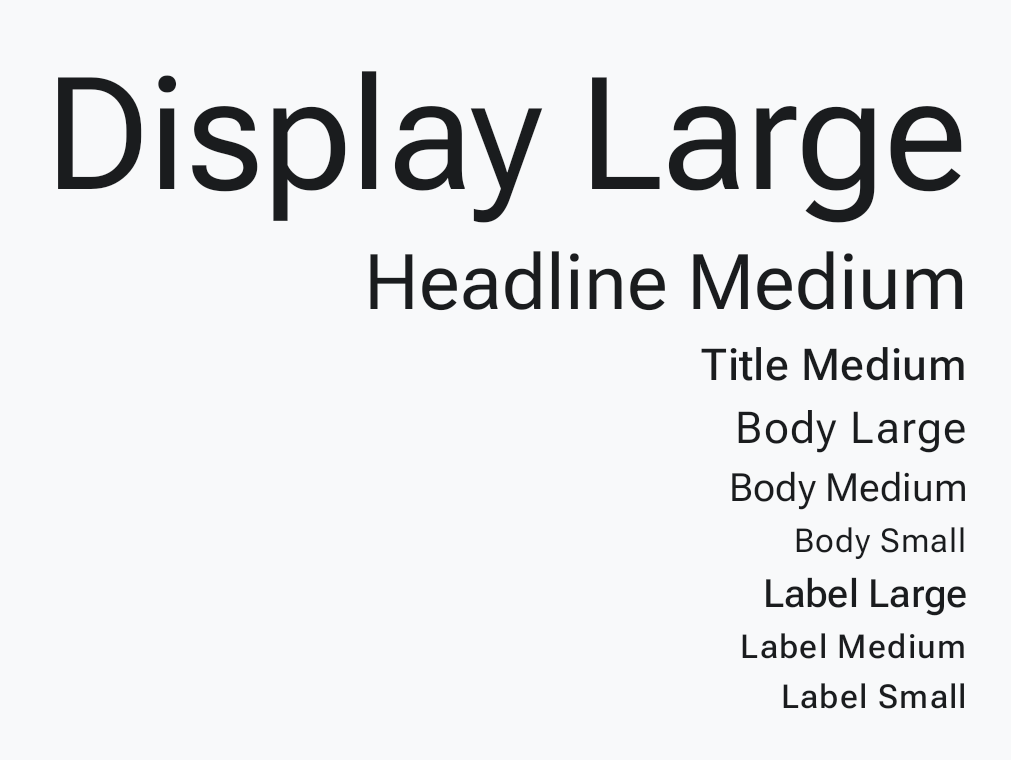 Display Large
Headline Medium
Title Medium
Body Large
Body Medium
Body Small
Label Large
Label Medium
Label Small